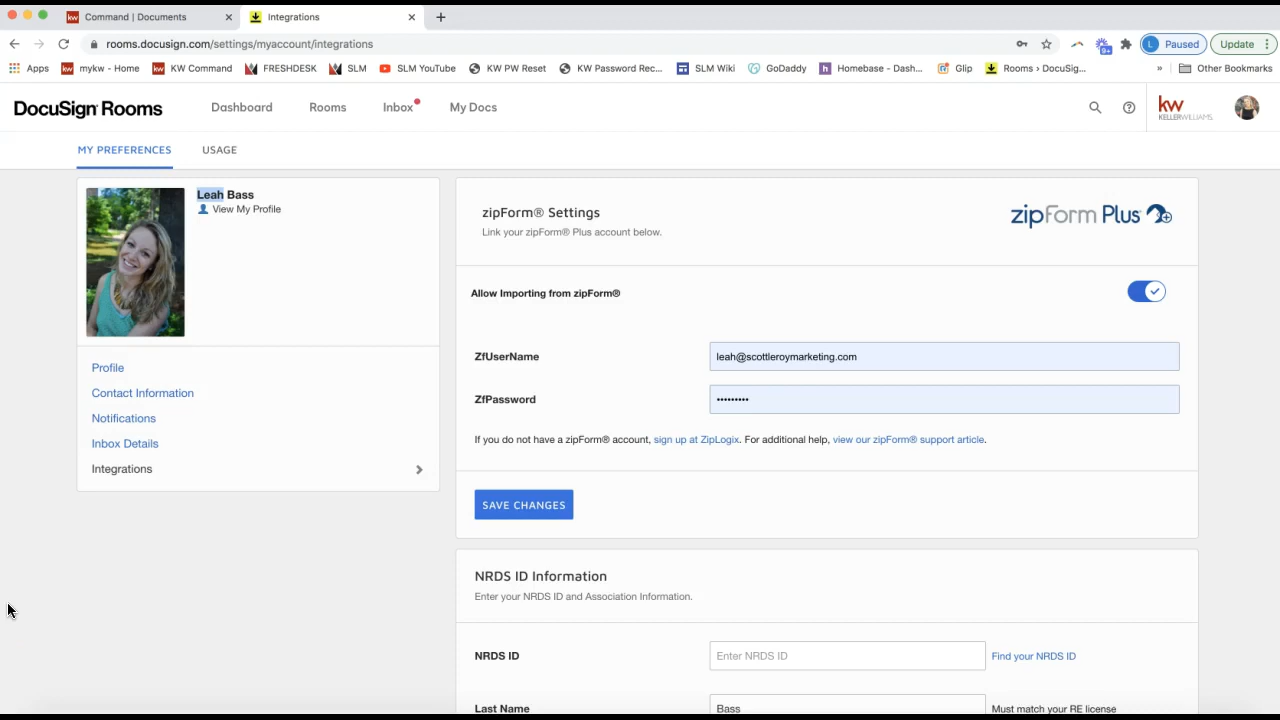 Command | Documents
Integrations
rooms.docusign.com/settings/myaccount/integrations
L Paused
Update
Apps
mykw - Home
KW Command
FRESHDESK
SLM
SLM YouTube
KW PW Reset
KW Password Rec...
SLM Wiki
GoDaddy
Homebase - Dash...
Glip
Rooms › DocuSig...
»
Other Bookmarks
DocuSign Rooms
Dashboard
Rooms
Inbox
My Docs
kw
KELLERWILLIAMS
MY PREFERENCES
USAGE
Leah Bass
View My Profile
Profile
Contact Information
Notifications
Inbox Details
Integrations
zipForm® Settings
Link your zipForm® Plus account below.
zipForm Plus
Allow Importing from zipForm®
ZfUserName
leah@scottleroymarketing.com
ZfPassword
•••••••••
If you do not have a zipForm® account, sign up at ZipLogix. For additional help, view our zipForm® support article.
SAVE CHANGES
NRDS ID Information
Enter your NRDS ID and Association Information.
NRDS ID
Enter NRDS ID
Find your NRDS ID
Last Name
Bass
Must match your RE license